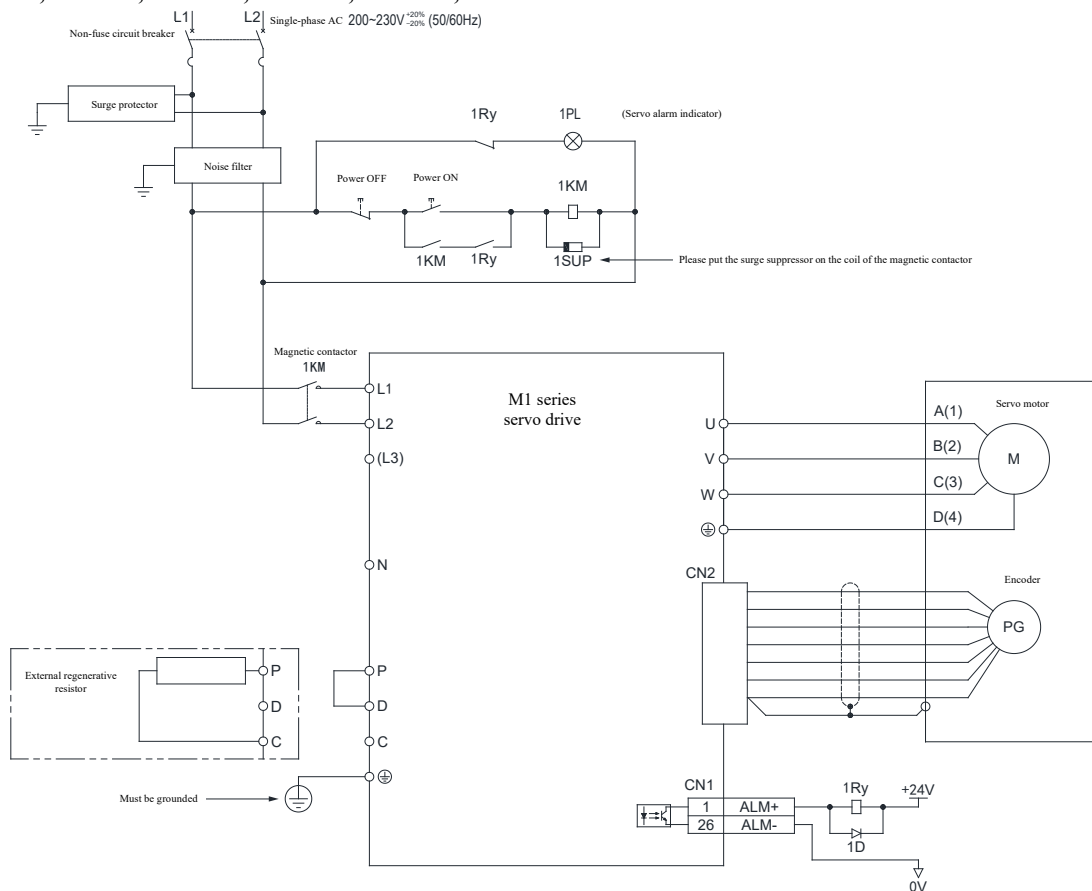 L1 L2 Single-phase AC 200~230V +20% -20% (50/60Hz)
Non-fuse circuit breaker
Surge protector
1Ry 1PL (Servo alarm indicator)
Noise filter
Power OFF Power ON
1KM
1KM 1Ry 1SUP Please put the surge suppressor on the coil of the magnetic contactor
Magnetic contactor
1KM
L1
L2
(L3)
N
P
D
C
M1 series
servo drive
U
V
W
A(1)
B(2)
C(3)
D(4)
Servo motor
M
CN2
Encoder
PG
External regenerative
resistor
P
D
C
Must be grounded
CN1
1 ALM+
26 ALM-
1Ry
+24V
1D
0V